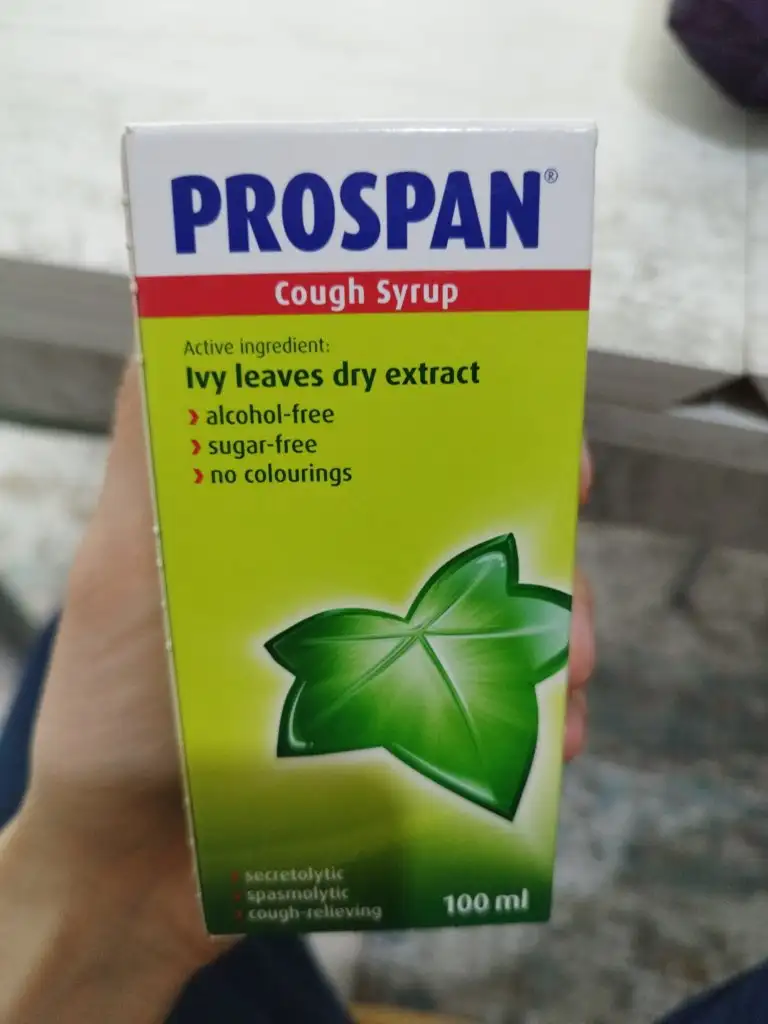 PROSPAN®
Cough Syrup
Active ingredient:
Ivy leaves dry extract
› alcohol-free
› sugar-free
› no colourings
› secretolytic
› spasmolytic
› cough-relieving
100 ml